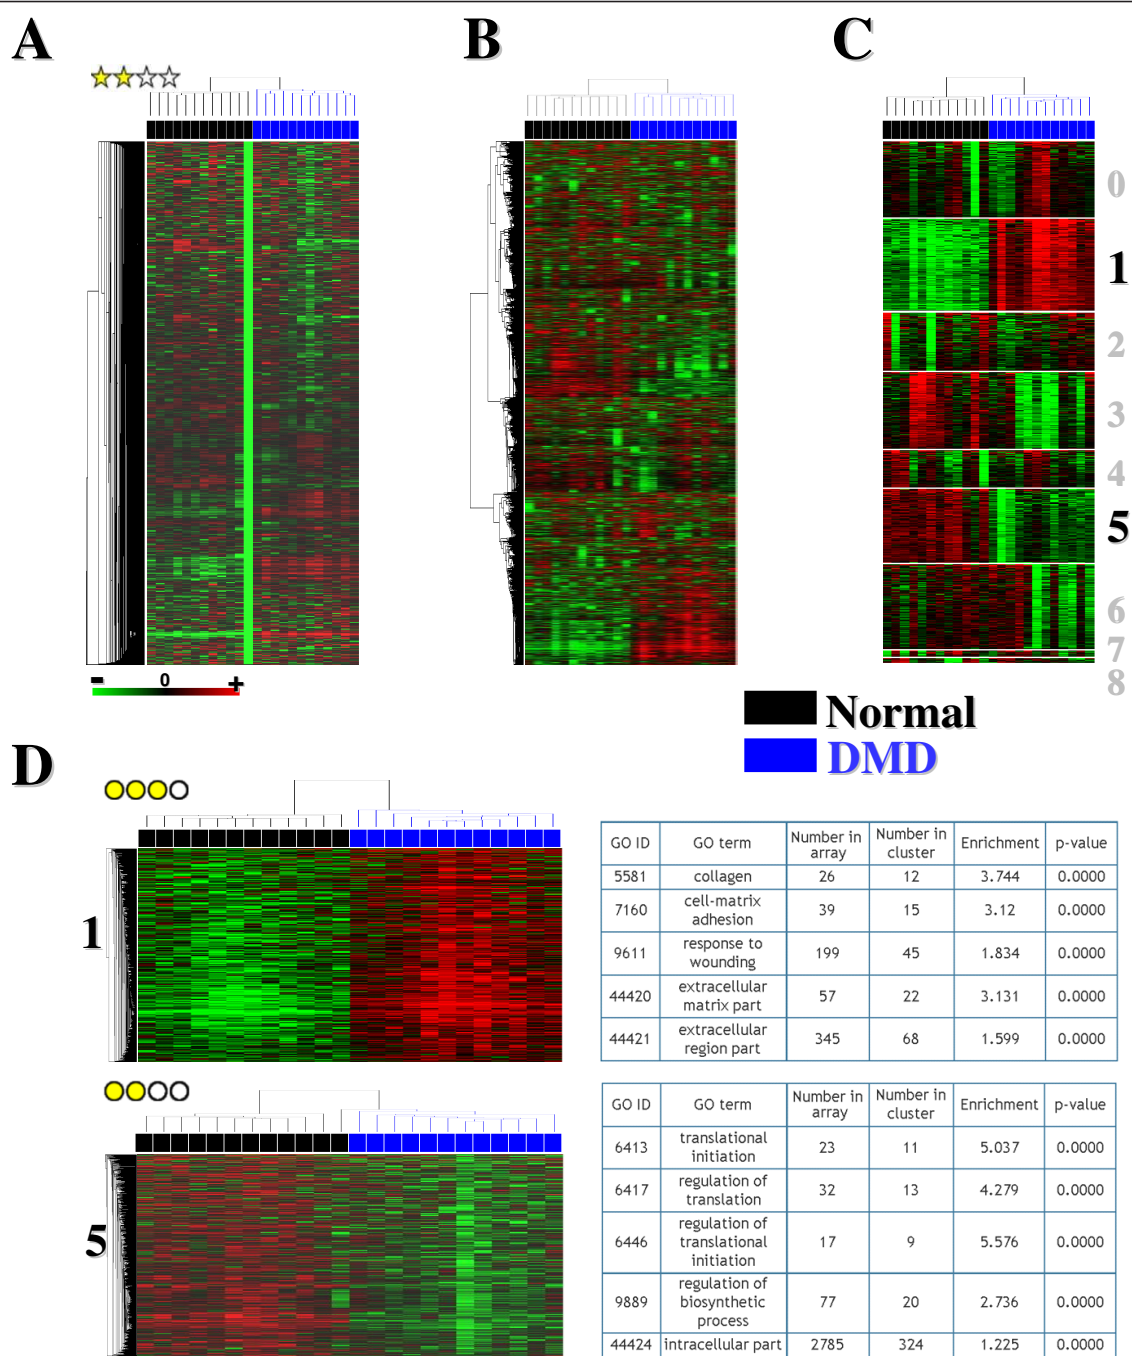 A
B
C
0
1
2
3
4
5
6
7
8
- 0 +
Normal
DMD
D
1
GO ID GO term Number in array Number in cluster Enrichment p-value
5581 collagen 26 12 3.744 0.0000
7160 cell-matrix adhesion 39 15 3.12 0.0000
9611 response to wounding 199 45 1.834 0.0000
44420 extracellular matrix part 57 22 3.131 0.0000
44421 extracellular region part 345 68 1.599 0.0000
5
GO ID GO term Number in array Number in cluster Enrichment p-value
6413 translational initiation 23 11 5.037 0.0000
6417 regulation of translation 32 13 4.279 0.0000
6446 regulation of translational initiation 17 9 5.576 0.0000
9889 regulation of biosynthetic process 77 20 2.736 0.0000
44424 intracellular part 2785 324 1.225 0.0000